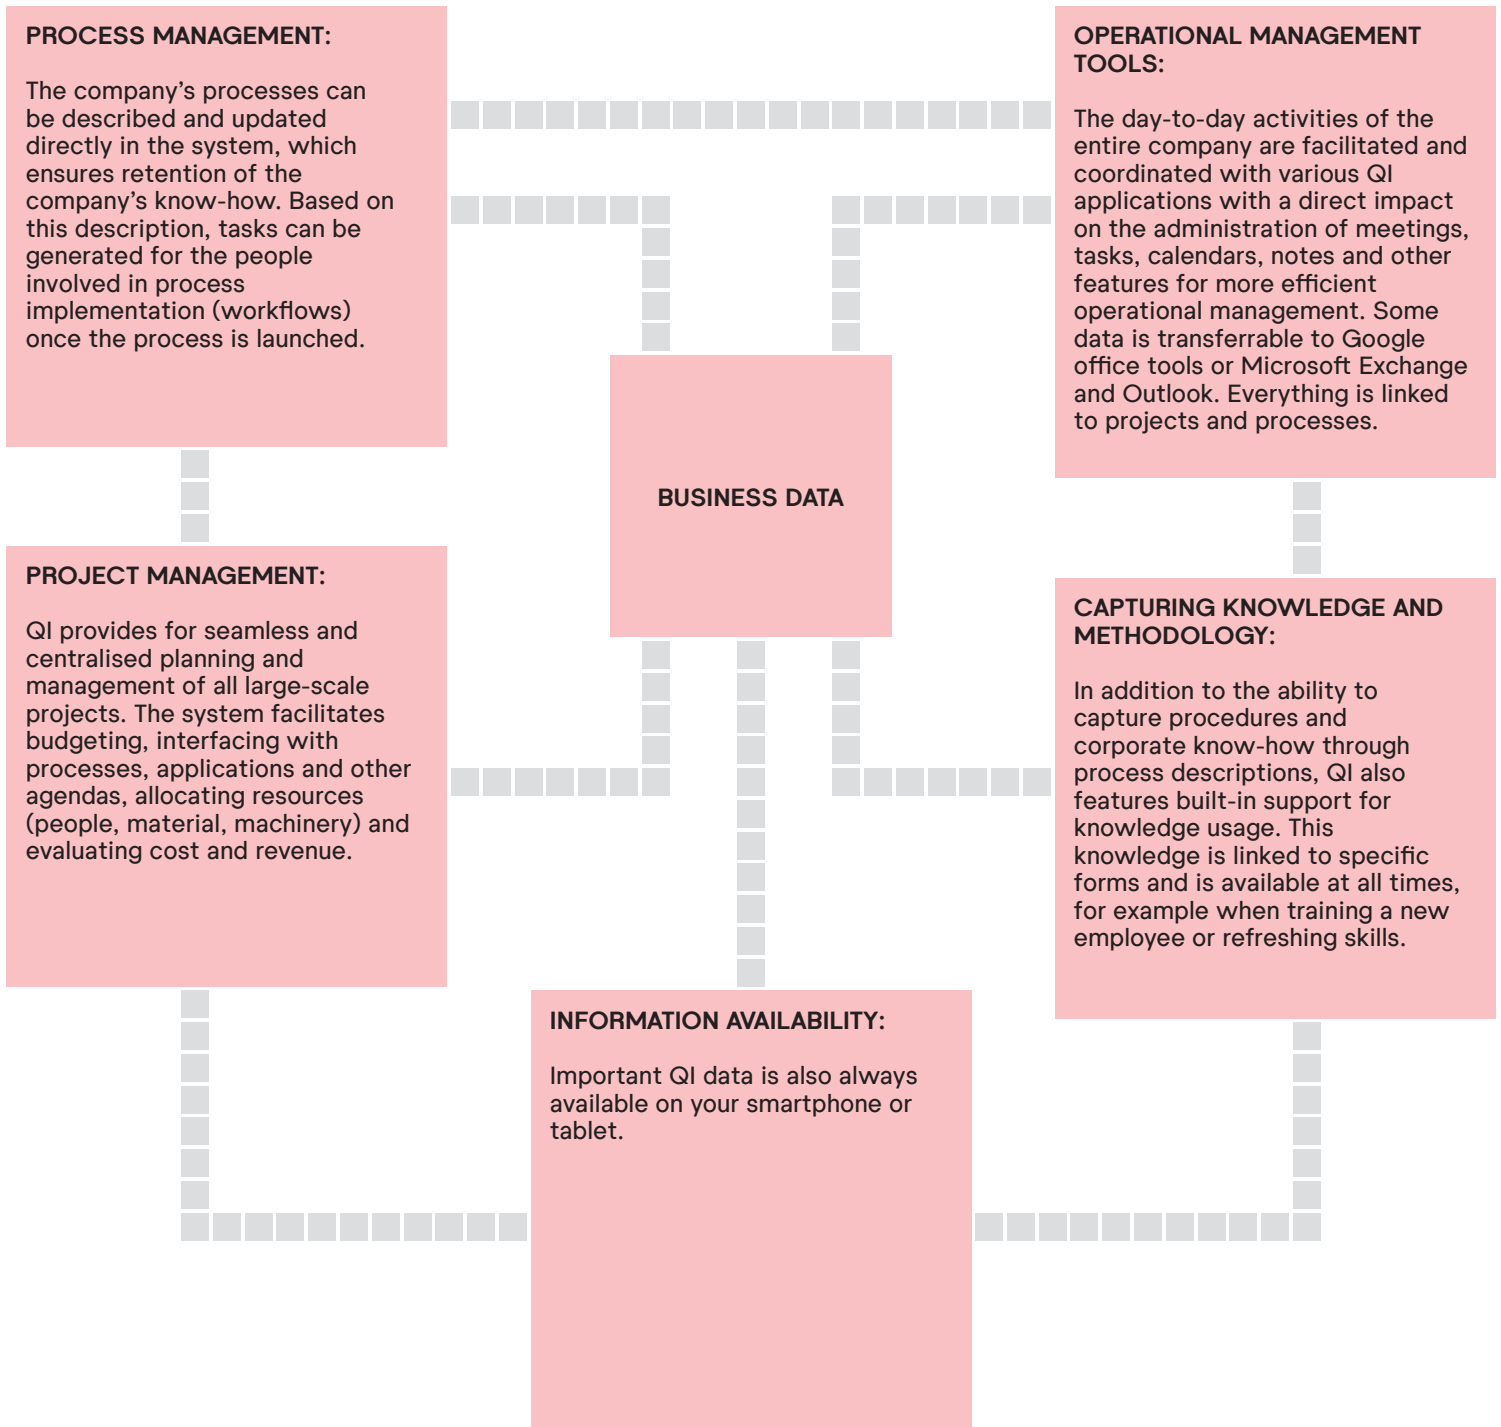 PROCESS MANAGEMENT:
The company's processes can
be described and updated
directly in the system, which
ensures retention of the
company's know-how. Based on
this description, tasks can be
generated for the people
involved in process
implementation (workflows)
once the process is launched.
OPERATIONAL MANAGEMENT
TOOLS:
The day-to-day activities of the
entire company are facilitated and
coordinated with various QI
applications with a direct impact
on the administration of meetings,
tasks, calendars, notes and other
features for more efficient
operational management. Some
data is transferrable to Google
office tools or Microsoft Exchange
and Outlook. Everything is linked
to projects and processes.
BUSINESS DATA
PROJECT MANAGEMENT:
QI provides for seamless and
centralised planning and
management of all large-scale
projects. The system facilitates
budgeting, interfacing with
processes, applications and other
agendas, allocating resources
(people, material, machinery) and
evaluating cost and revenue.
CAPTURING KNOWLEDGE AND
METHODOLOGY:
In addition to the ability to
capture procedures and
corporate know-how through
process descriptions, QI also
features built-in support for
knowledge usage. This
knowledge is linked to specific
forms and is available at all times,
for example when training a new
employee or refreshing skills.
INFORMATION AVAILABILITY:
Important QI data is also always
available on your smartphone or
tablet.